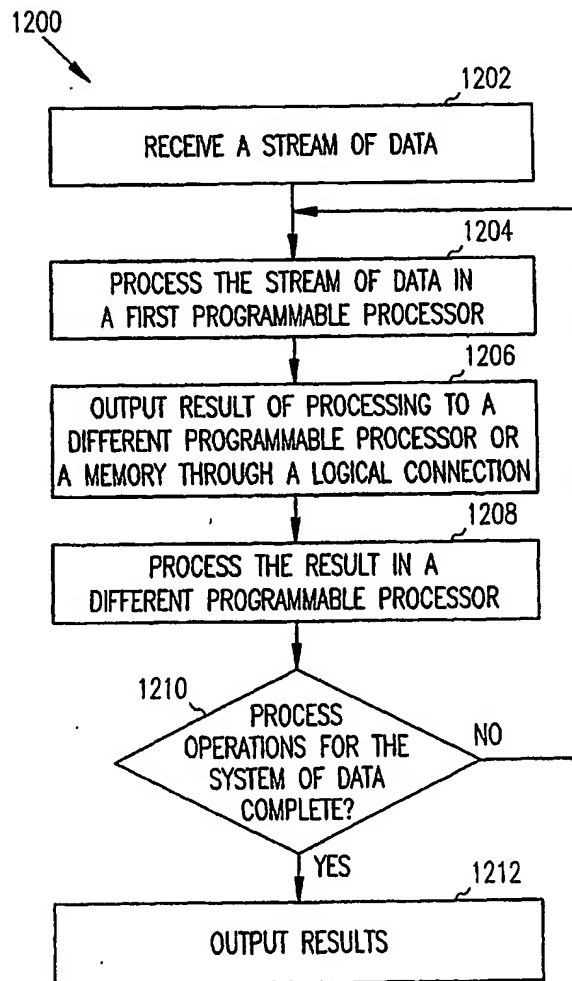 1200
1202
RECEIVE A STREAM OF DATA
1204
PROCESS THE STREAM OF DATA IN
A FIRST PROGRAMMABLE PROCESSOR
1206
OUTPUT RESULT OF PROCESSING TO A
DIFFERENT PROGRAMMABLE PROCESSOR OR
A MEMORY THROUGH A LOGICAL CONNECTION
1208
PROCESS THE RESULT IN A
DIFFERENT PROGRAMMABLE PROCESSOR
1210
PROCESS
OPERATIONS FOR THE
SYSTEM OF DATA
COMPLETE?
NO
YES
1212
OUTPUT RESULTS